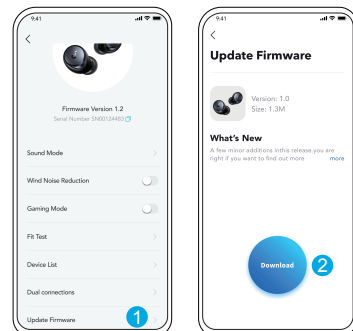 9:41
Firmware Version 1.2
Serial Number SN00124483
Sound Mode
Wind Noise Reduction
Gaming Mode
Fit Test
Device List
Dual connections
Update Firmware
1
9:41
Update Firmware
Version: 1.0
Size: 1.3M
What's New
A few minor additions inthis release you are
right if you want to find out more more
Download
2